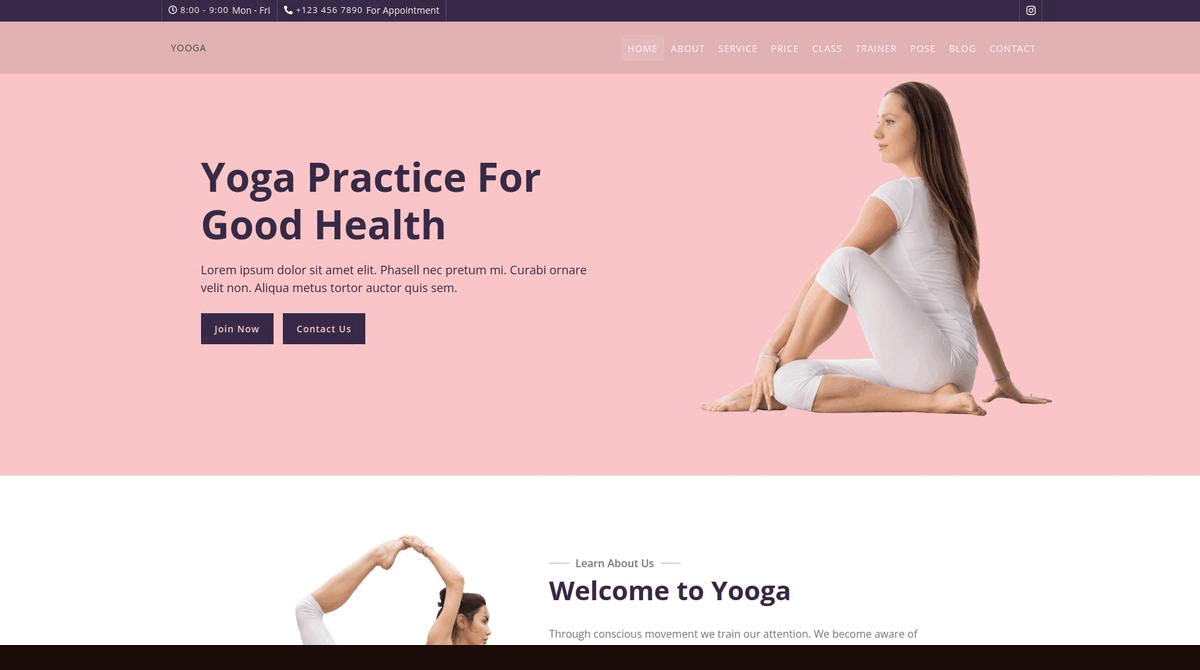 8:00 - 9:00 Mon - Fri +123 456 7890 For Appointment
YOOGA HOME ABOUT SERVICE PRICE CLASS TRAINER POSE BLOG CONTACT
Yoga Practice For
Good Health
Lorem ipsum dolor sit amet elit. Phasell nec pretum mi. Curabi ornare
velit non. Aliqua metus tortor auctor quis sem.
Join Now Contact Us
Learn About Us
Welcome to Yooga
Through conscious movement we train our attention. We become aware of